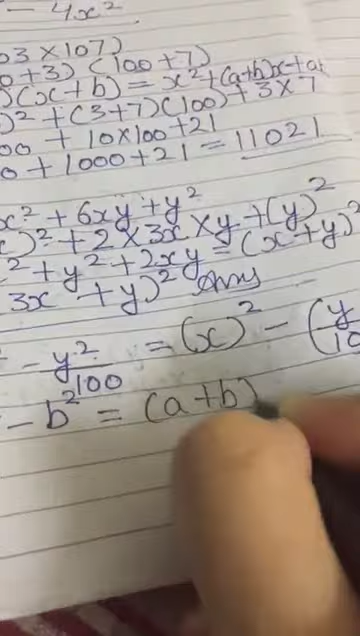 - 4x²
03 × 107)
0+3) (100+7)
)(x+b) = x²+(a+b)x+a
)² + (3+7)(100) + 3×7
00 + 10×100+21
0 + 1000+21 = 11021
x² + 6xy + y²
)² + 2 × 3x × y + (y)²
² + y² + 2xy = (x+y)²
3x + y)² Ans
- y²/100 = (x)² - (y/10
- b² = (a+b)